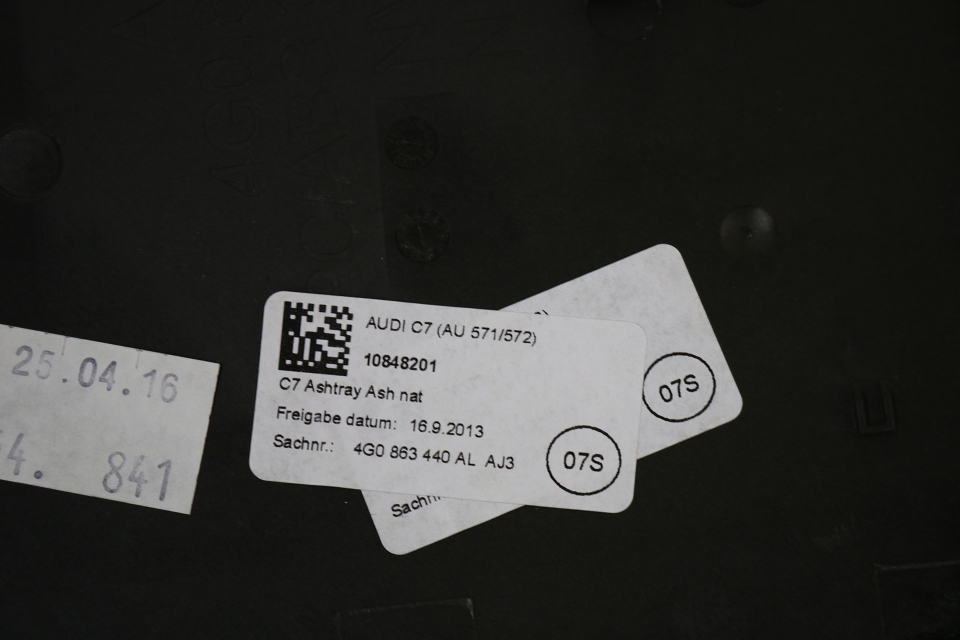 4G0
25.04.16
4. 841
AUDI C7 (AU 571/572)
10848201
C7 Ashtray Ash nat
Freigabe datum: 16.9.2013
Sachnr.: 4G0 863 440 AL AJ3
07S
07S
Sachnr